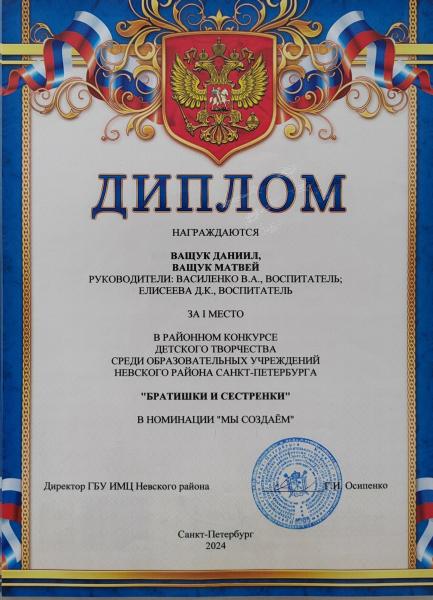 ДИПЛОМ
НАГРАЖДАЮТСЯ
ВАЩУК ДАНИИЛ,
ВАЩУК МАТВЕЙ
РУКОВОДИТЕЛИ: ВАСИЛЕНКО В.А., ВОСПИТАТЕЛЬ;
ЕЛИСЕЕВА Д.К., ВОСПИТАТЕЛЬ
ЗА I МЕСТО
В РАЙОННОМ КОНКУРСЕ
ДЕТСКОГО ТВОРЧЕСТВА
СРЕДИ ОБРАЗОВАТЕЛЬНЫХ УЧРЕЖДЕНИЙ
НЕВСКОГО РАЙОНА САНКТ-ПЕТЕРБУРГА
"БРАТИШКИ И СЕСТРЕНКИ"
В НОМИНАЦИИ "МЫ СОЗДАЁМ"
Директор ГБУ ИМЦ Невского района Г.И. Осипенко
Санкт-Петербург
2024